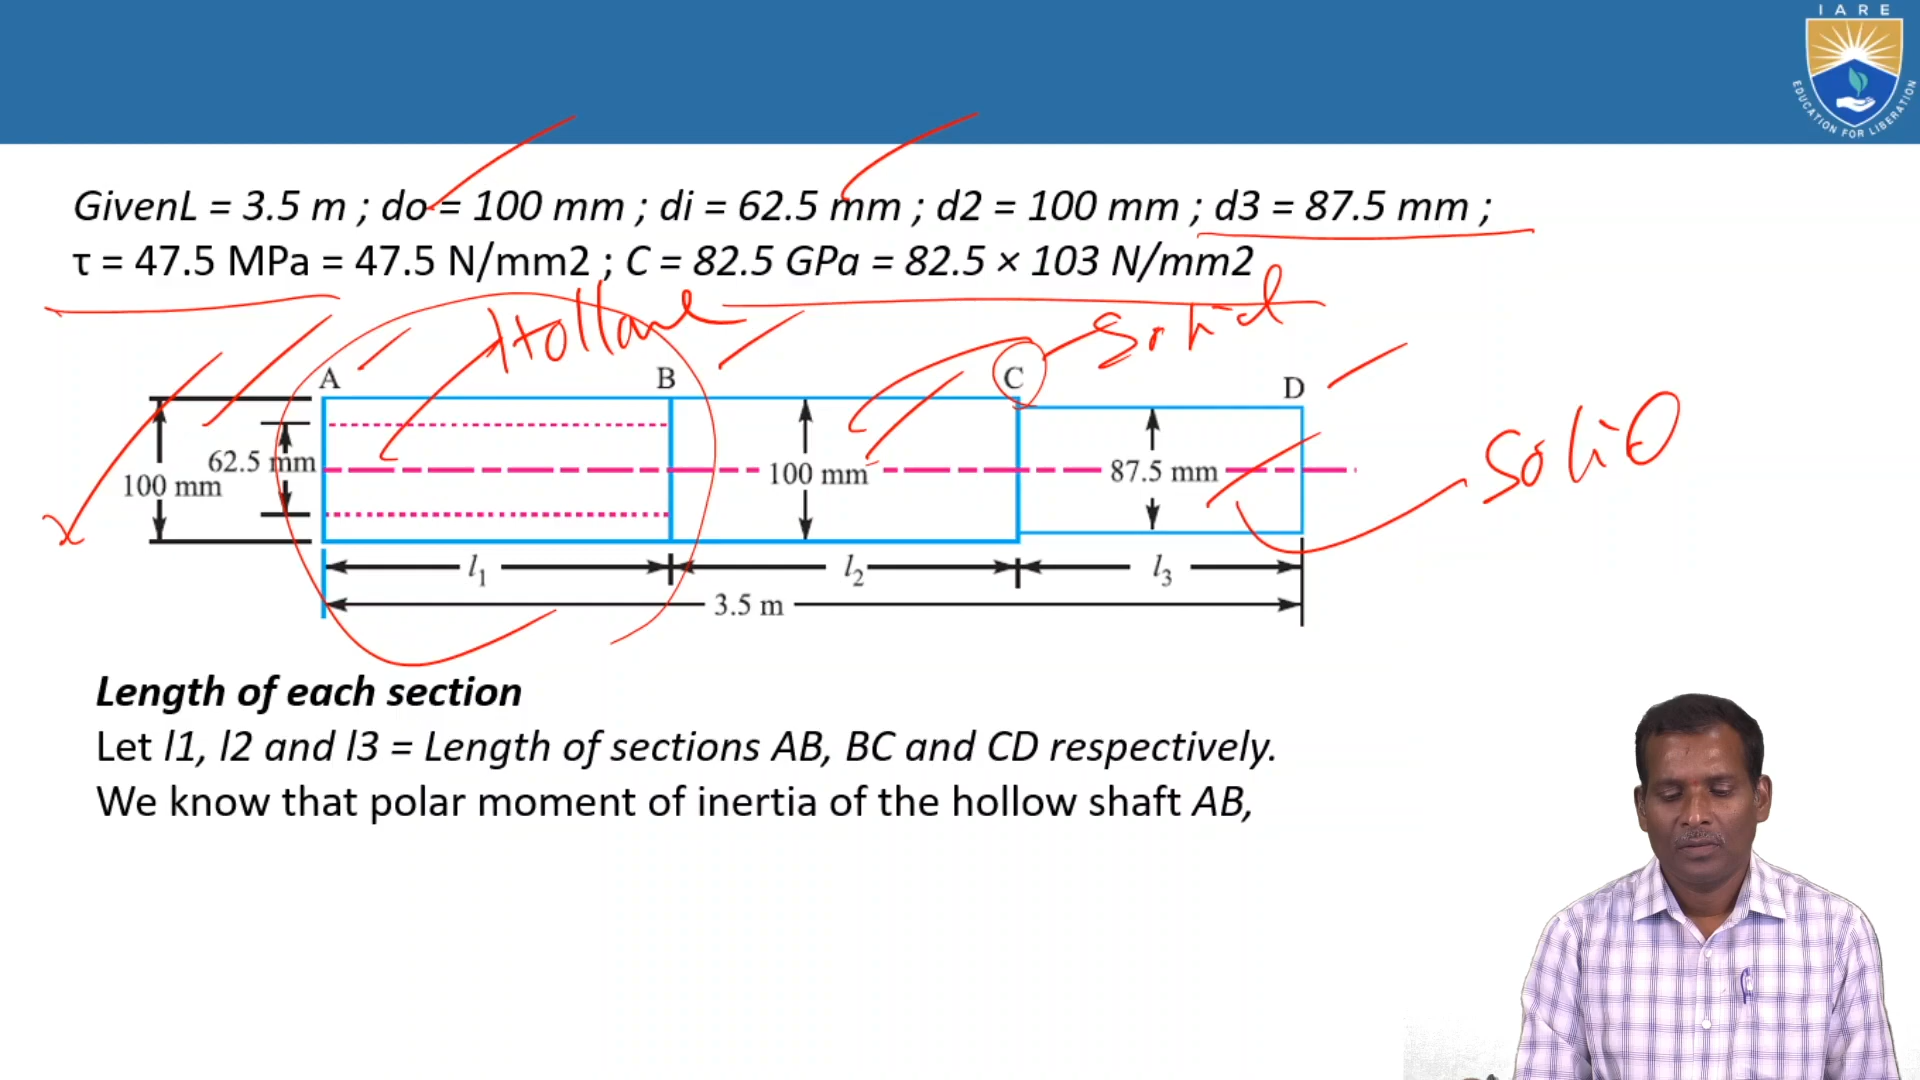 IARE
EDUCATION FOR LIBERATION
GivenL = 3.5 m ; do = 100 mm ; di = 62.5 mm ; d2 = 100 mm ; d3 = 87.5 mm ;
τ = 47.5 MPa = 47.5 N/mm2 ; C = 82.5 GPa = 82.5 × 103 N/mm2
Solid
A B C D
62.5 mm
100 mm
100 mm
87.5 mm
Solid
l1 l2 l3
3.5 m
Length of each section
Let l1, l2 and l3 = Length of sections AB, BC and CD respectively.
We know that polar moment of inertia of the hollow shaft AB,